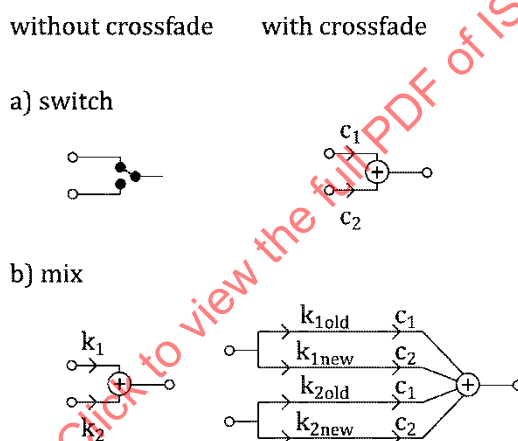 without crossfade with crossfade
a) switch
c1
c2
b) mix
k1
k2
k1old c1
k1new c2
k2old c1
k2new c2
Click to view the full PDF of IS